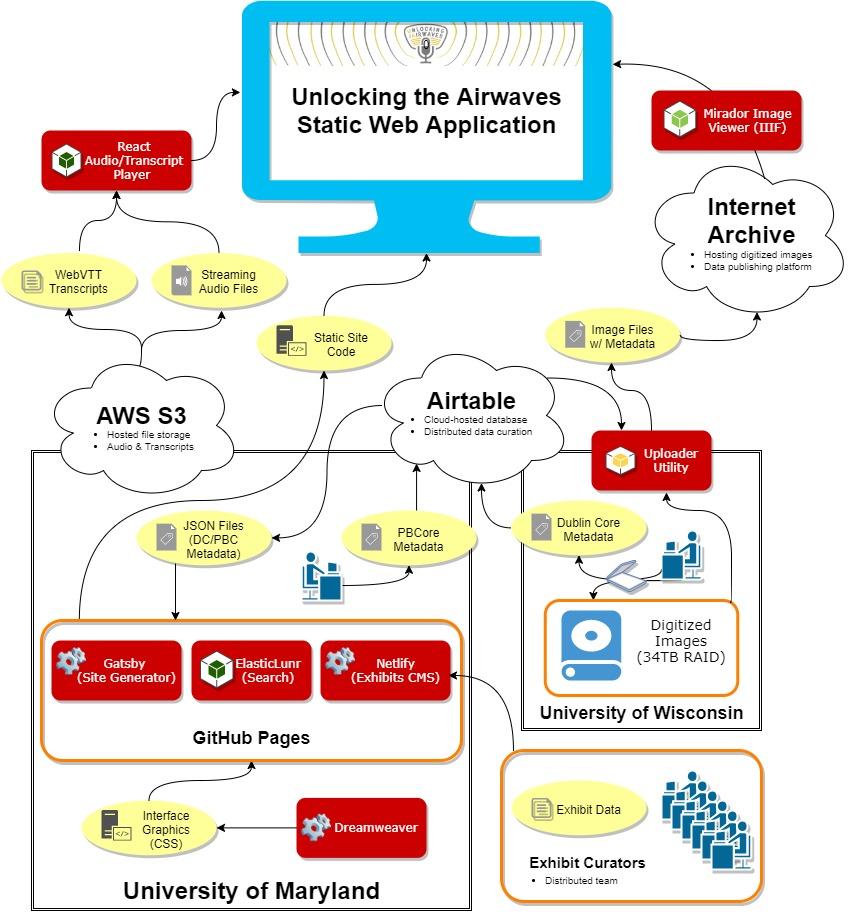 UNLOCKING
AIRWAVES
Unlocking the Airwaves
Static Web Application
React
Audio/Transcript
Player
Mirador Image
Viewer (IIIF)
Internet
Archive
• Hosting digitized images
• Data publishing platform
WebVTT
Transcripts
Streaming
Audio Files
Static Site
Code
Image Files
w/ Metadata
AWS S3
• Hosted file storage
• Audio & Transcripts
Airtable
• Cloud-hosted database
• Distributed data curation
Uploader
Utility
JSON Files
(DC/PBC
Metadata)
PBCore
Metadata
Dublin Core
Metadata
Digitized
Images
(34TB RAID)
University of Wisconsin
Gatsby
(Site Generator)
ElasticLunr
(Search)
Netlify
(Exhibits CMS)
GitHub Pages
Interface
Graphics
(CSS)
Dreamweaver
University of Maryland
Exhibit Data
Exhibit Curators
• Distributed team